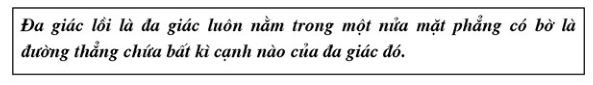 Đa giác lồi là đa giác luôn nằm trong một nửa mặt phẳng có bờ là
đường thẳng chứa bất kì cạnh nào của đa giác đó.